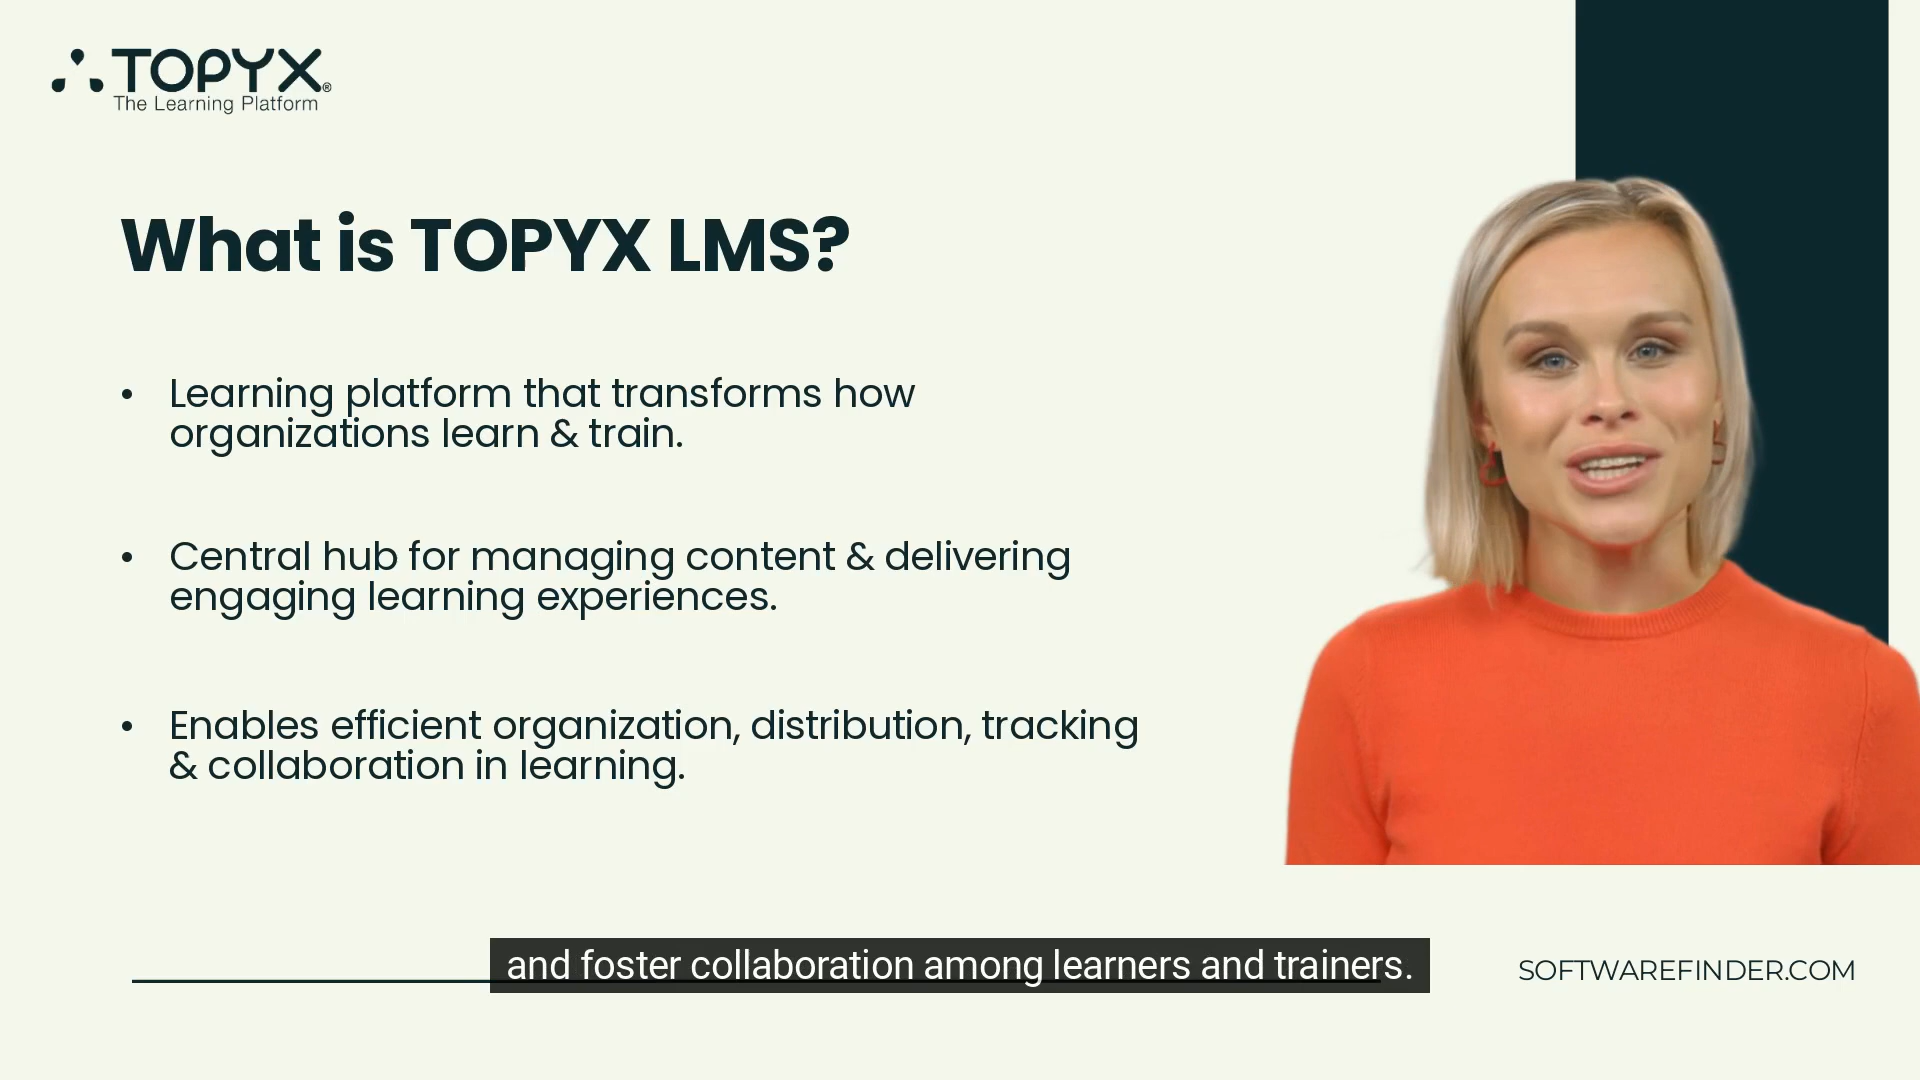 TOPYX®
The Learning Platform
What is TOPYX LMS?
• Learning platform that transforms how
organizations learn & train.
• Central hub for managing content & delivering
engaging learning experiences.
• Enables efficient organization, distribution, tracking
& collaboration in learning.
and foster collaboration among learners and trainers.
SOFTWAREFINDER.COM